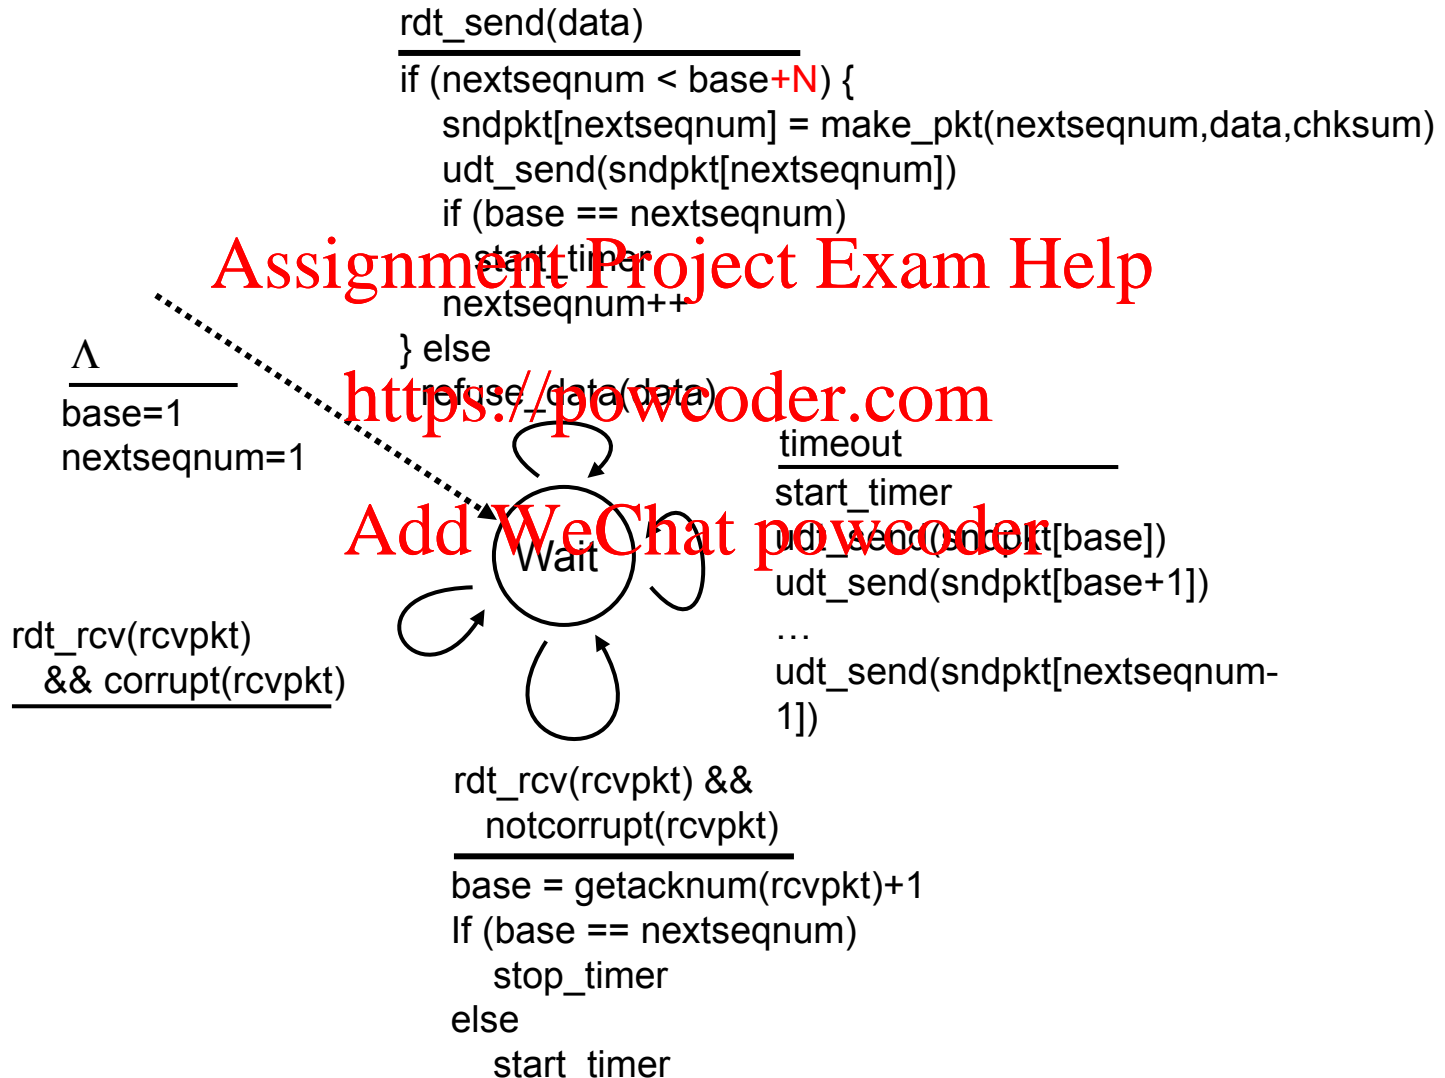 rdt_send(data)
if (nextseqnum < base+N) {
sndpkt[nextseqnum] = make_pkt(nextseqnum,data,chksum)
udt_send(sndpkt[nextseqnum])
if (base == nextseqnum)
start_timer
Assignment Project Exam Help
nextseqnum++
} else
refuse_data(data)
https://powcoder.com
Λ
base=1
nextseqnum=1
timeout
start_timer
udt_send(sndpkt[base])
udt_send(sndpkt[base+1])
…
udt_send(sndpkt[nextseqnum-
1])
Add WeChat powcoder
Wait
rdt_rcv(rcvpkt)
&& corrupt(rcvpkt)
rdt_rcv(rcvpkt) &&
notcorrupt(rcvpkt)
base = getacknum(rcvpkt)+1
If (base == nextseqnum)
stop_timer
else
start_timer